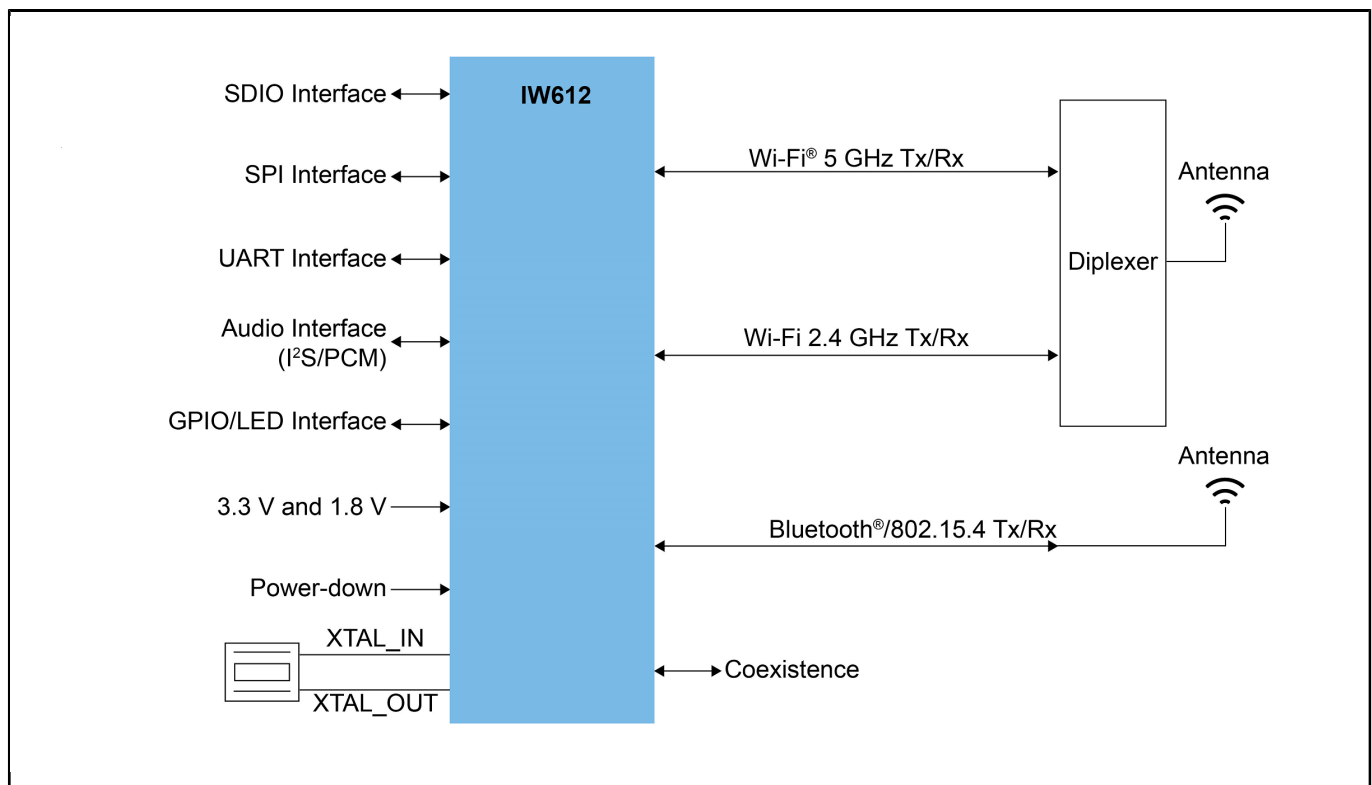 IW612
SDIO Interface
SPI Interface
UART Interface
Audio Interface
(I²S/PCM)
GPIO/LED Interface
3.3 V and 1.8 V
Power-down
XTAL_IN
XTAL_OUT
Wi-Fi® 5 GHz Tx/Rx
Wi-Fi 2.4 GHz Tx/Rx
Bluetooth®/802.15.4 Tx/Rx
Coexistence
Diplexer
Antenna
Antenna